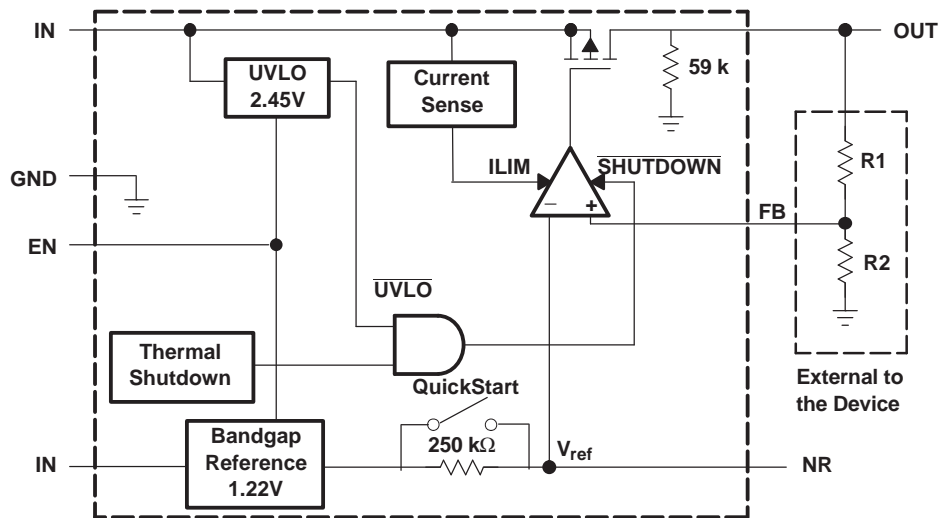 IN
OUT
UVLO
2.45V
Current
Sense
59 k
GND
ILIM
SHUTDOWN
R1
−
+
FB
EN
R2
UVLO
Thermal
Shutdown
QuickStart
External to
the Device
IN
Bandgap
Reference
1.22V
250 kΩ
Vref
NR